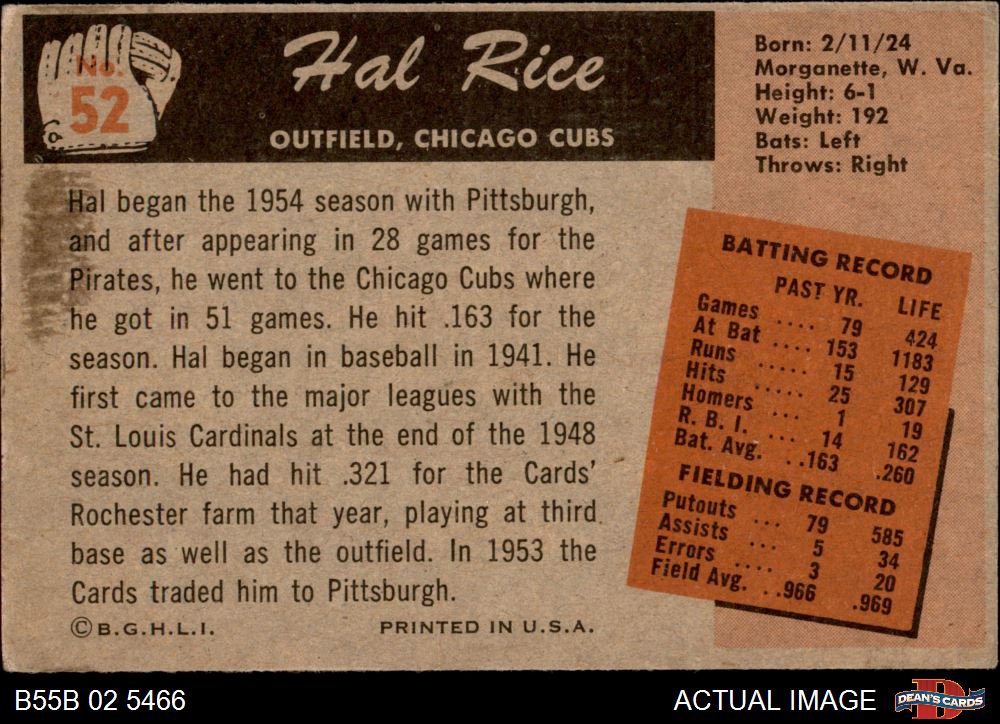 No.
52
Hal Rice
OUTFIELD, CHICAGO CUBS
Born: 2/11/24
Morganette, W. Va.
Height: 6-1
Weight: 192
Bats: Left
Throws: Right
Hal began the 1954 season with Pittsburgh,
and after appearing in 28 games for the
Pirates, he went to the Chicago Cubs where
he got in 51 games. He hit .163 for the
season. Hal began in baseball in 1941. He
first came to the major leagues with the
St. Louis Cardinals at the end of the 1948
season. He had hit .321 for the Cards'
Rochester farm that year, playing at third
base as well as the outfield. In 1953 the
Cards traded him to Pittsburgh.
©B.G.H.L.I. PRINTED IN U.S.A.
BATTING RECORD
PAST YR. LIFE
Games .... 79 424
At Bat .... 153 1183
Runs ..... 15 129
Hits ..... 25 307
Homers ... 1 19
R. B. I. ... 14 162
Bat. Avg. ..163 .260
FIELDING RECORD
Putouts ... 79 585
Assists ... 5 34
Errors .... 3 20
Field Avg. ..966 .969
B55B 02 5466 ACTUAL IMAGE D DEAN'S CARDS